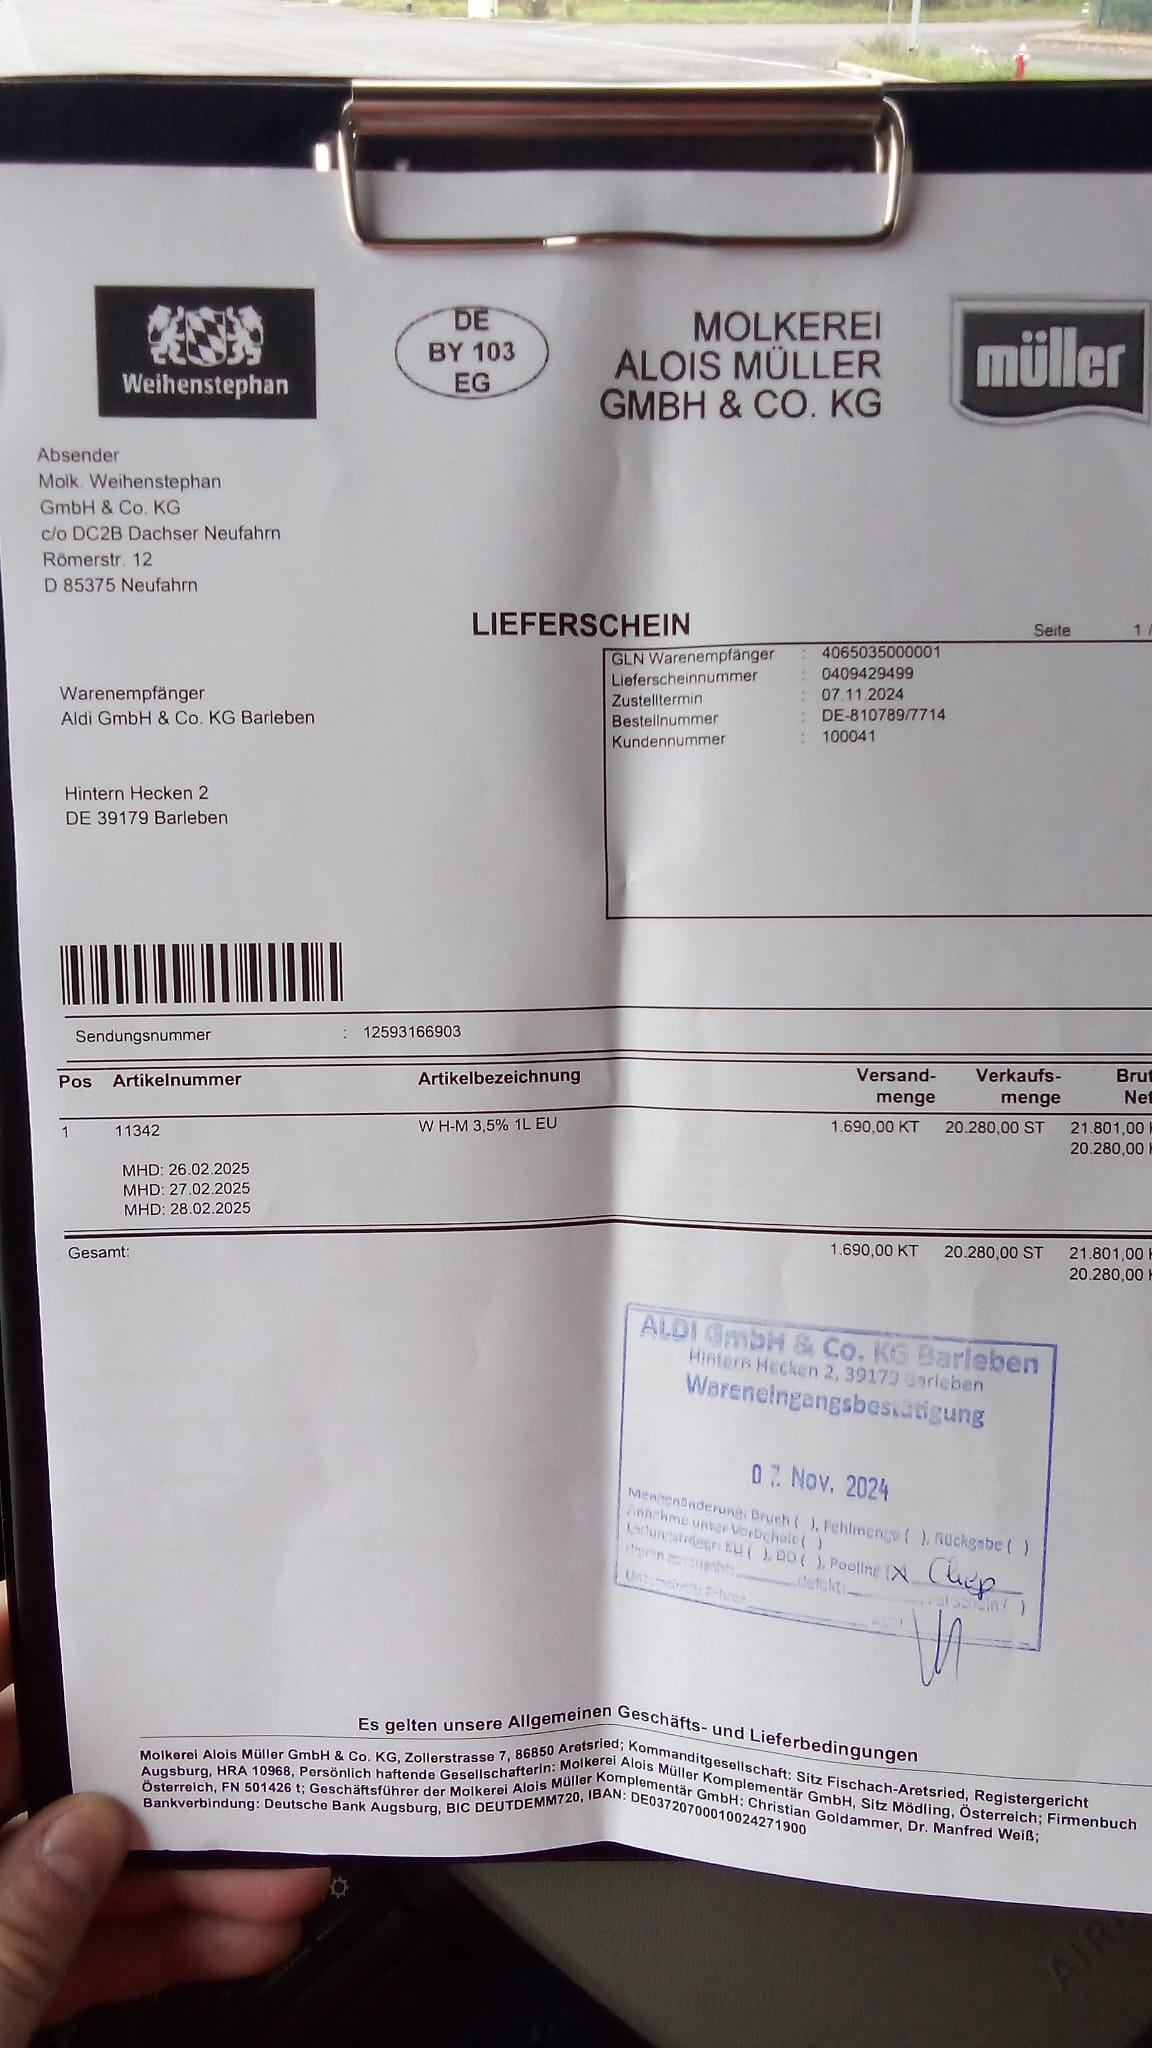 Weihenstephan
DE
BY 103
EG
MOLKEREI
ALOIS MÜLLER
GMBH & CO. KG
müller
Absender
Molk. Weihenstephan
GmbH & Co. KG
c/o DC2B Dachser Neufahrn
Römerstr. 12
D 85375 Neufahrn
LIEFERSCHEIN
Seite 1 /
GLN Warenempfänger : 4065035000001
Lieferscheinnummer : 0409429499
Zustelltermin : 07.11.2024
Bestellnummer : DE-810789/7714
Kundennummer : 100041
Warenempfänger
Aldi GmbH & Co. KG Barleben
Hintern Hecken 2
DE 39179 Barleben
Sendungsnummer : 12593166903
Pos Artikelnummer Artikelbezeichnung Versand- Verkaufs- Brut
menge menge Net
1 11342 W H-M 3,5% 1L EU 1.690,00 KT 20.280,00 ST 21.801,00
20.280,00
MHD: 26.02.2025
MHD: 27.02.2025
MHD: 28.02.2025
Gesamt: 1.690,00 KT 20.280,00 ST 21.801,00
20.280,00
ALDI GmbH & Co. KG Barleben
Hintern Hecken 2, 39179 Barleben
Wareneingangsbestätigung
07. Nov. 2024
Mengenänderung: Bruch ( ), Fehlmenge ( ), Rückgabe ( )
Annahme unter Vorbehalt ( )
Ladungsträger: EU ( ), DD ( ), Pooling (X) Chep
defekt:
Es gelten unsere Allgemeinen Geschäfts- und Lieferbedingungen
Molkerei Alois Müller GmbH & Co. KG, Zollerstrasse 7, 86850 Aretsried; Kommanditgesellschaft: Sitz Fischach-Aretsried, Registergericht
Augsburg, HRA 10968, Persönlich haftende Gesellschafterin: Molkerei Alois Müller Komplementär GmbH, Sitz Mödling, Österreich; Firmenbuch
Österreich, FN 501426 t; Geschäftsführer der Molkerei Alois Müller Komplementär GmbH: Christian Goldammer, Dr. Manfred Weiß;
Bankverbindung: Deutsche Bank Augsburg, BIC DEUTDEMM720, IBAN: DE03720700010024271900